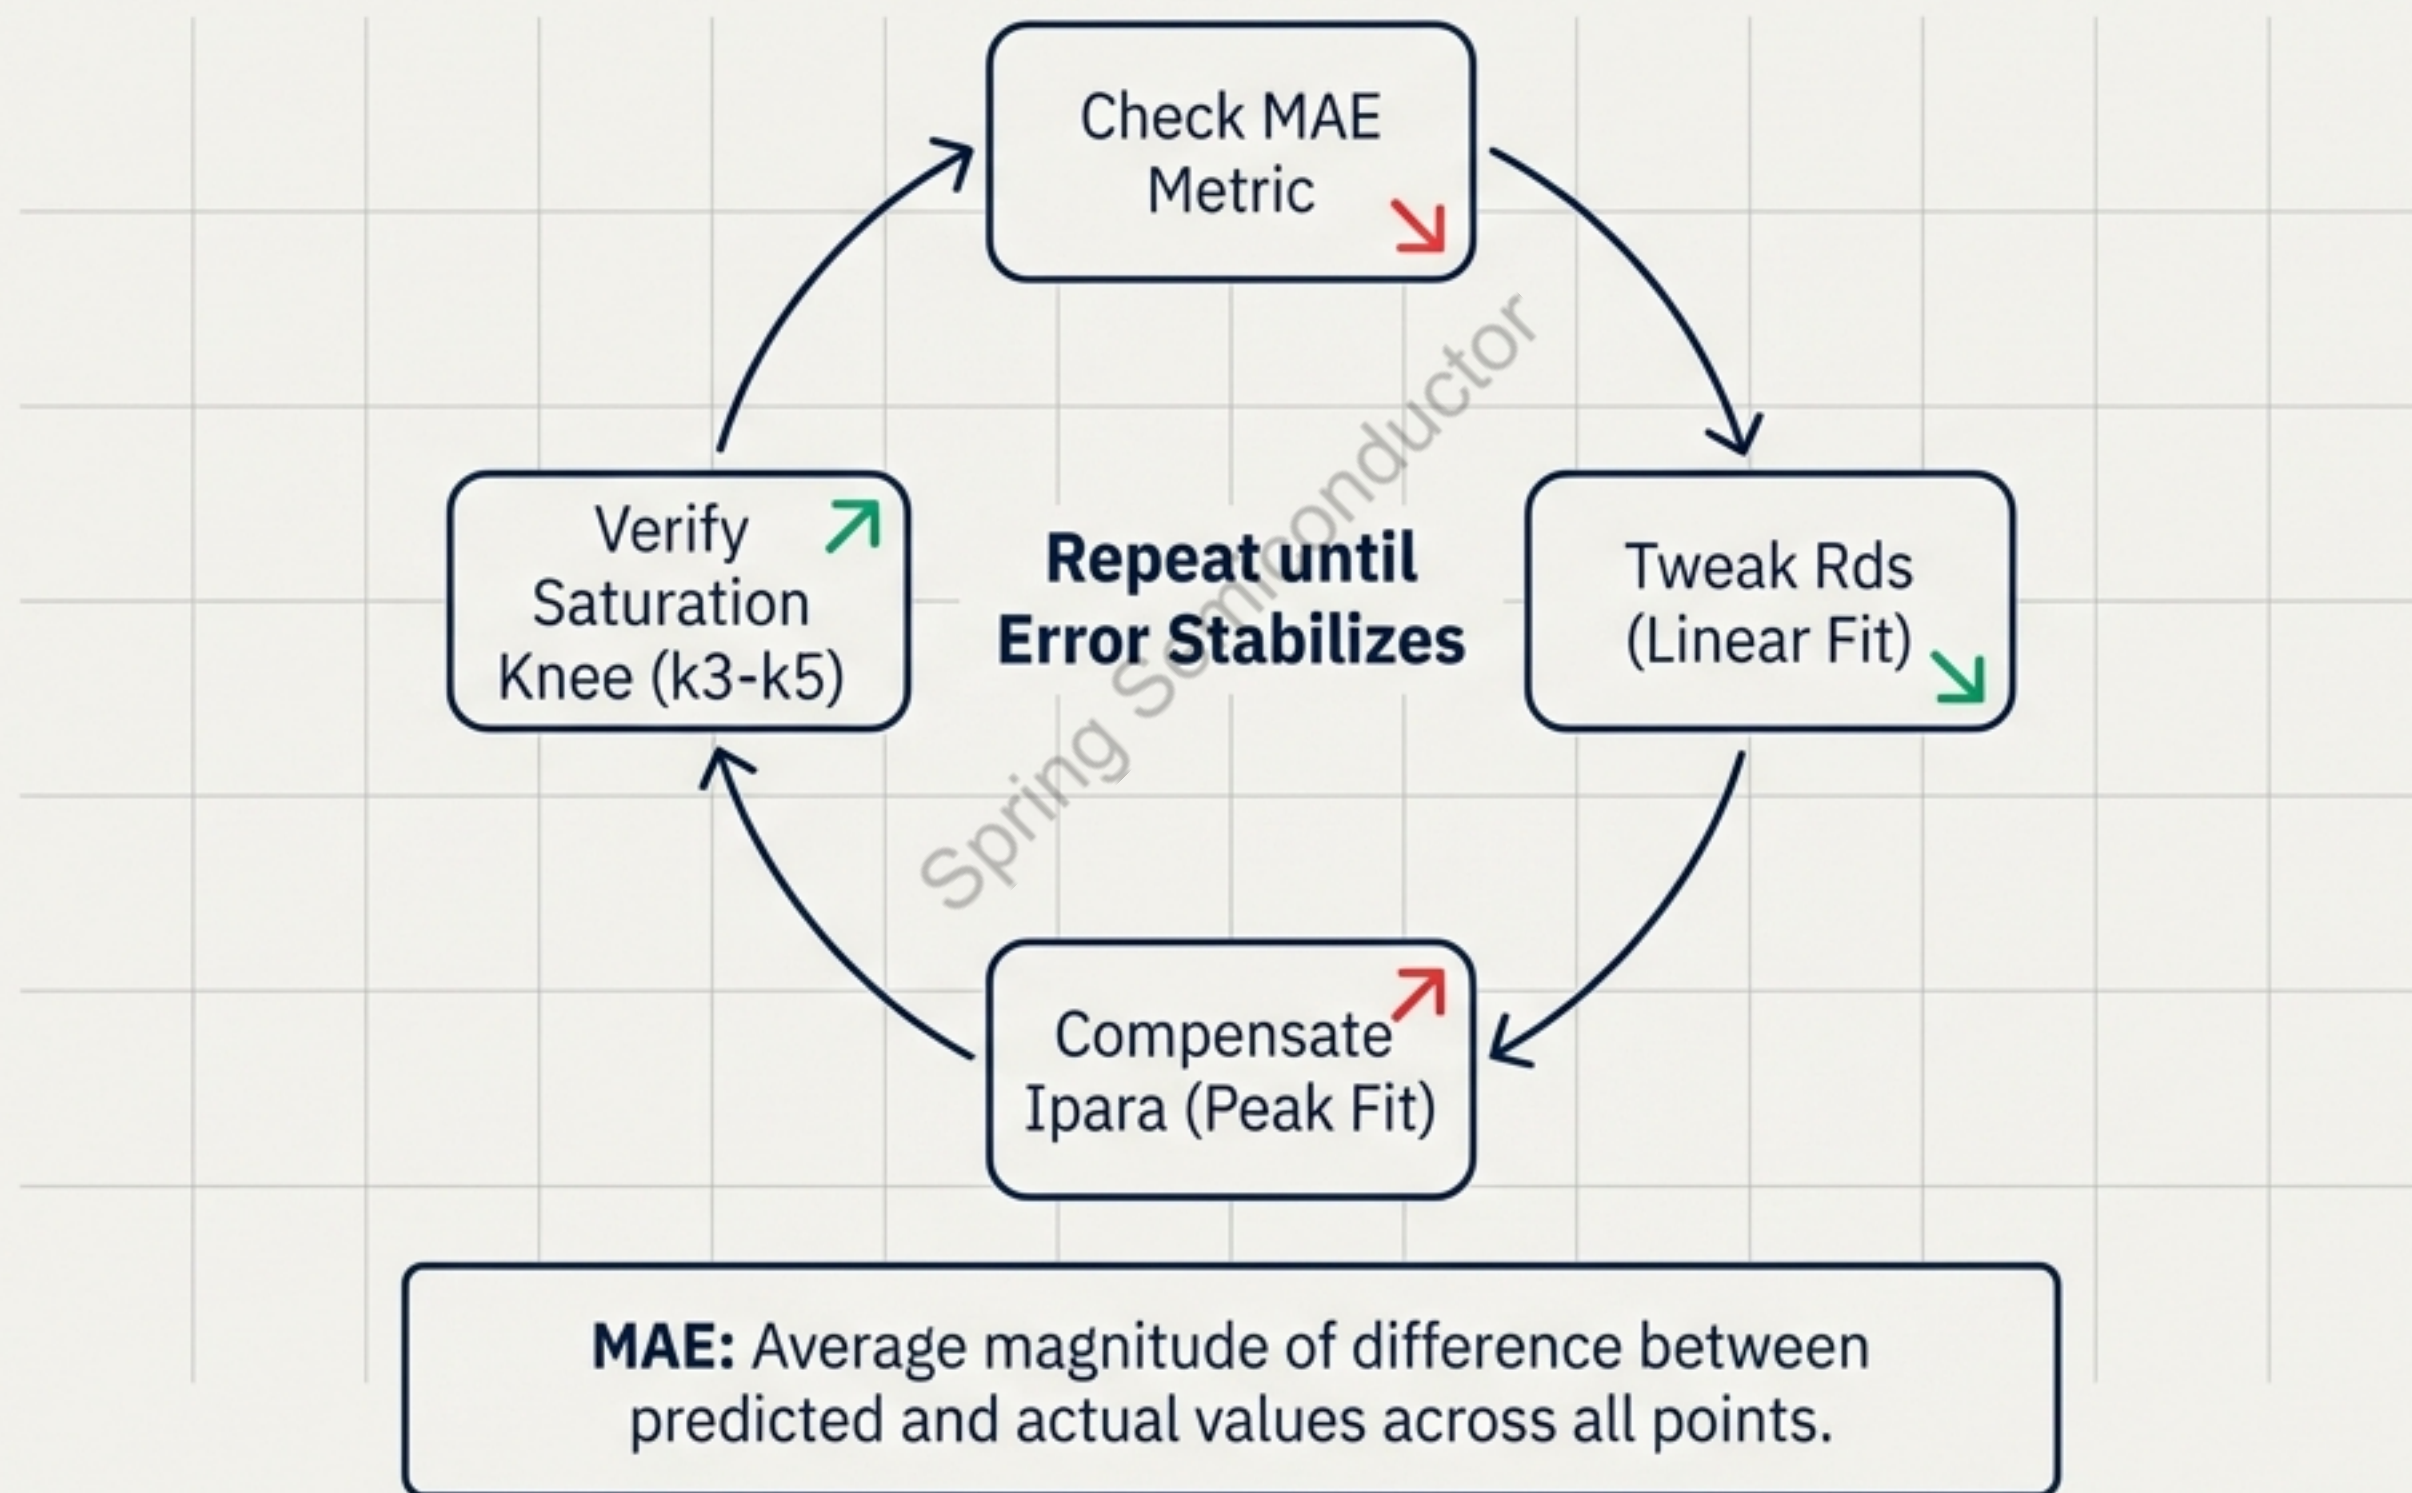 Check MAE
Metric
Verify
Saturation
Knee (k3-k5)
Repeat until
Error Stabilizes
Tweak Rds
(Linear Fit)
Spring Semiconductor
Compensate
Ipara (Peak Fit)
MAE: Average magnitude of difference between
predicted and actual values across all points.